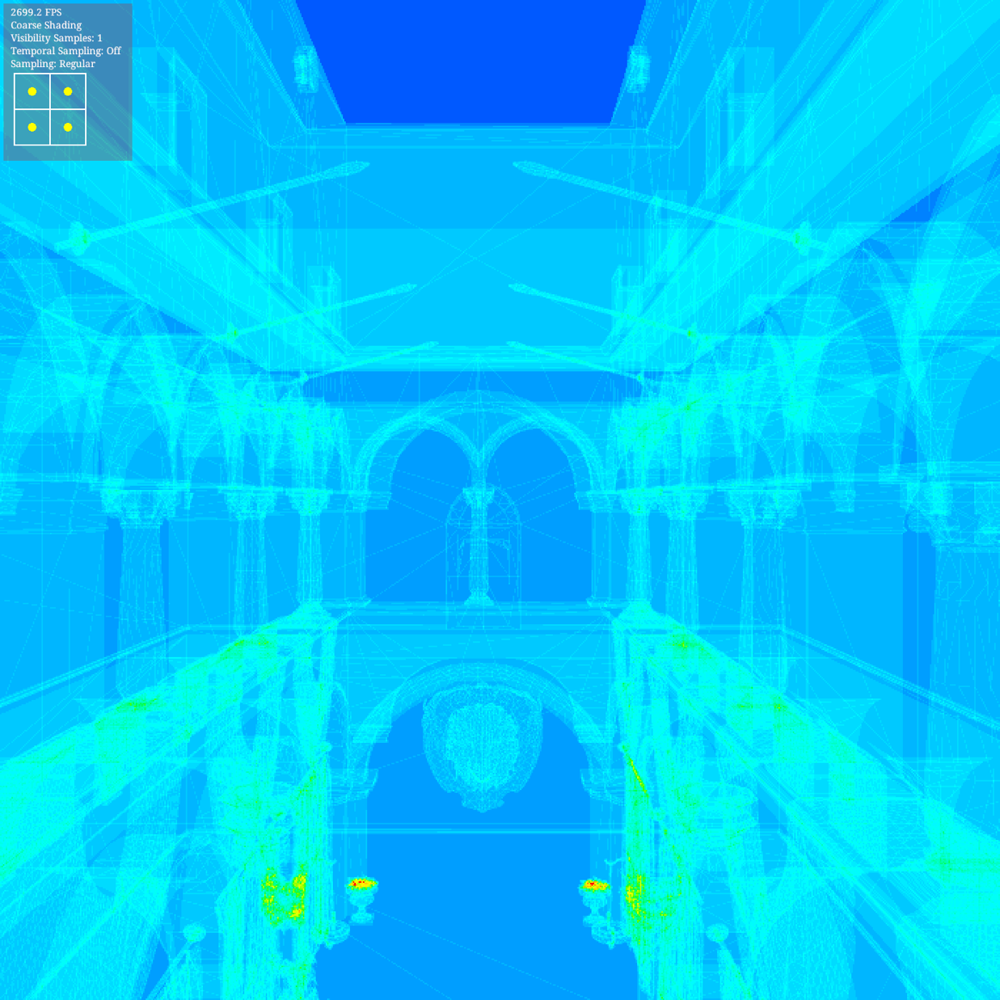 2699.2 FPS
Coarse Shading
Visibility Samples: 1
Temporal Sampling: Off
Sampling: Regular